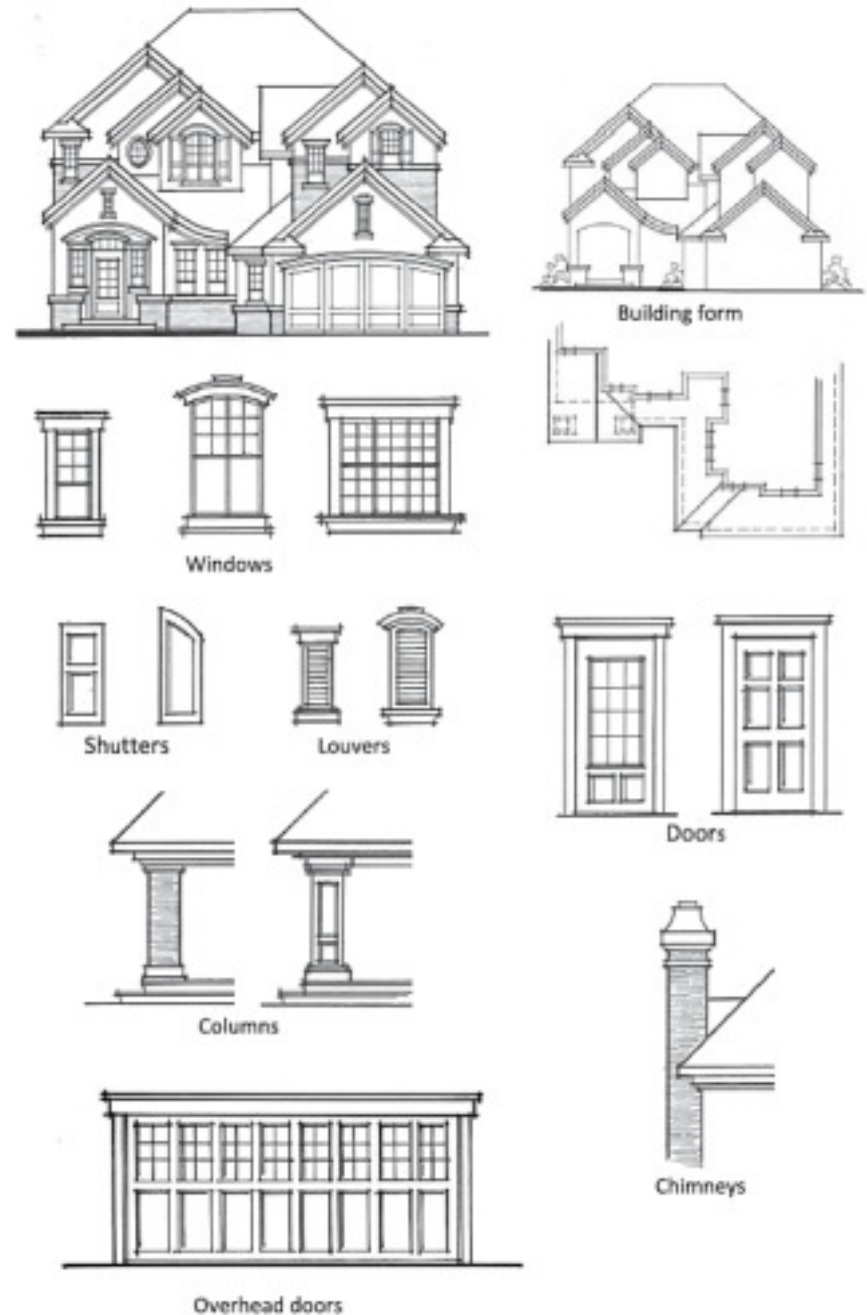 Building form
Windows
Shutters
Louvers
Doors
Columns
Chimneys
Overhead doors